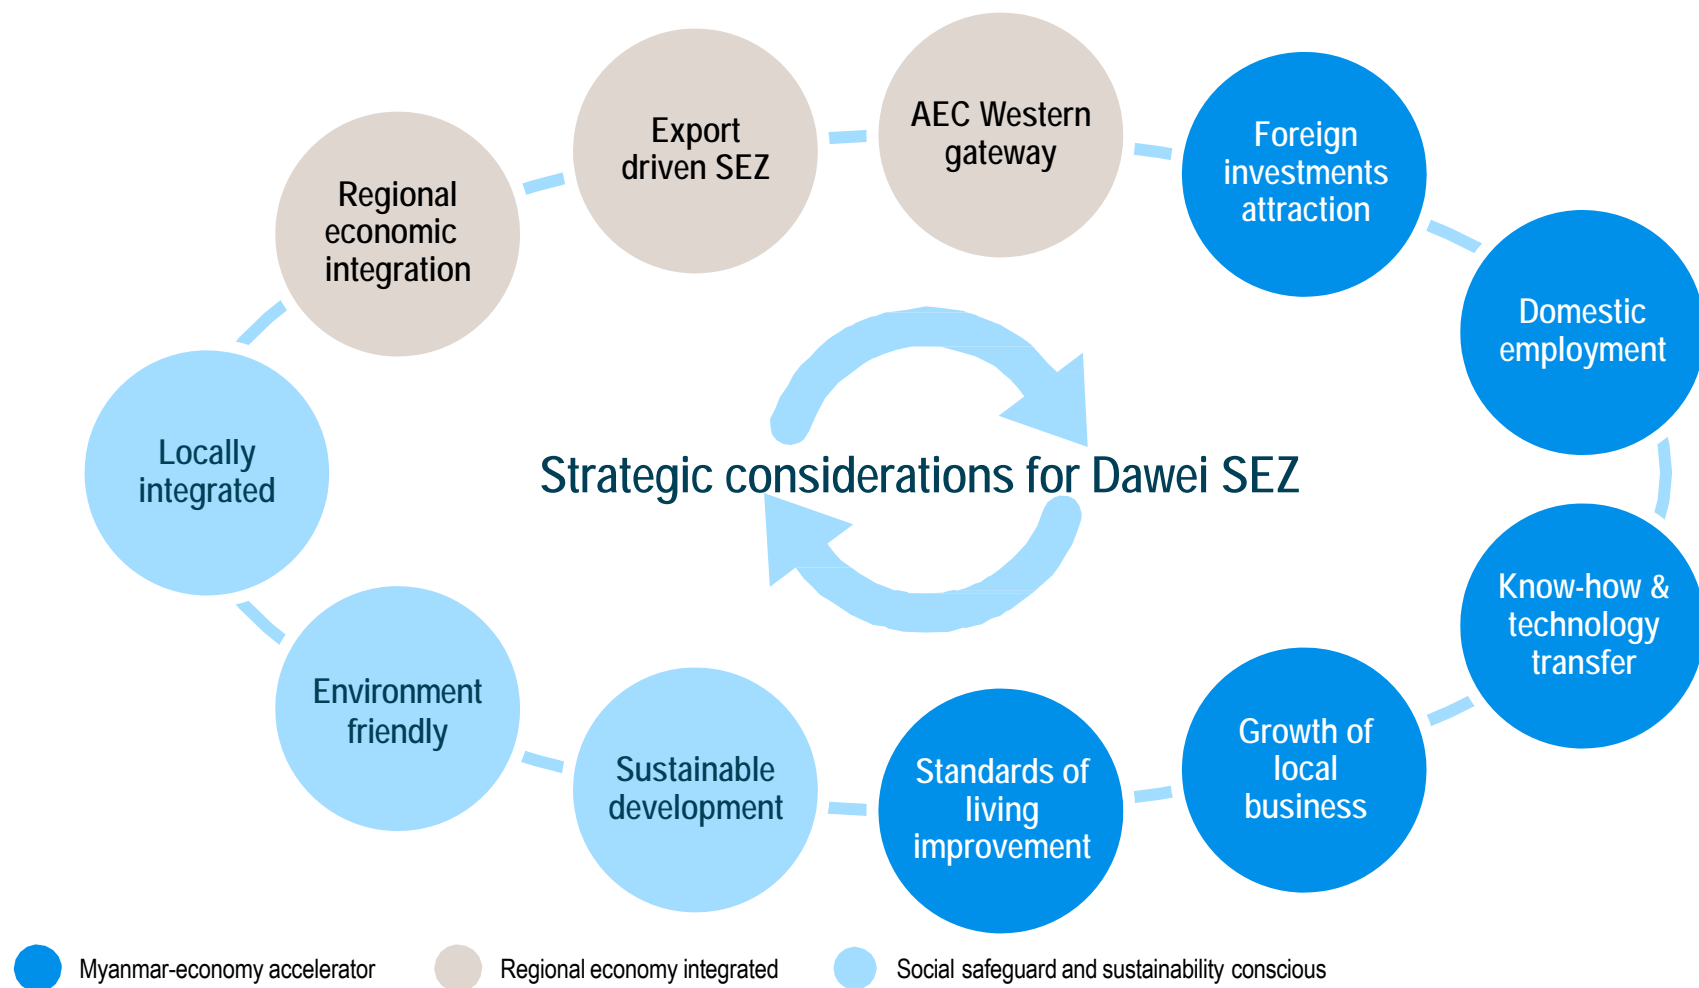 AEC Western
gateway
Export
driven SEZ
Foreign
investments
attraction
Regional
economic
integration
Domestic
employment
Locally
integrated
Strategic considerations for Dawei SEZ
Know-how &
technology
transfer
Environment
friendly
Growth of
local
business
Sustainable
development
Standards of
living
improvement
Myanmar-economy accelerator
Regional economy integrated
Social safeguard and sustainability conscious